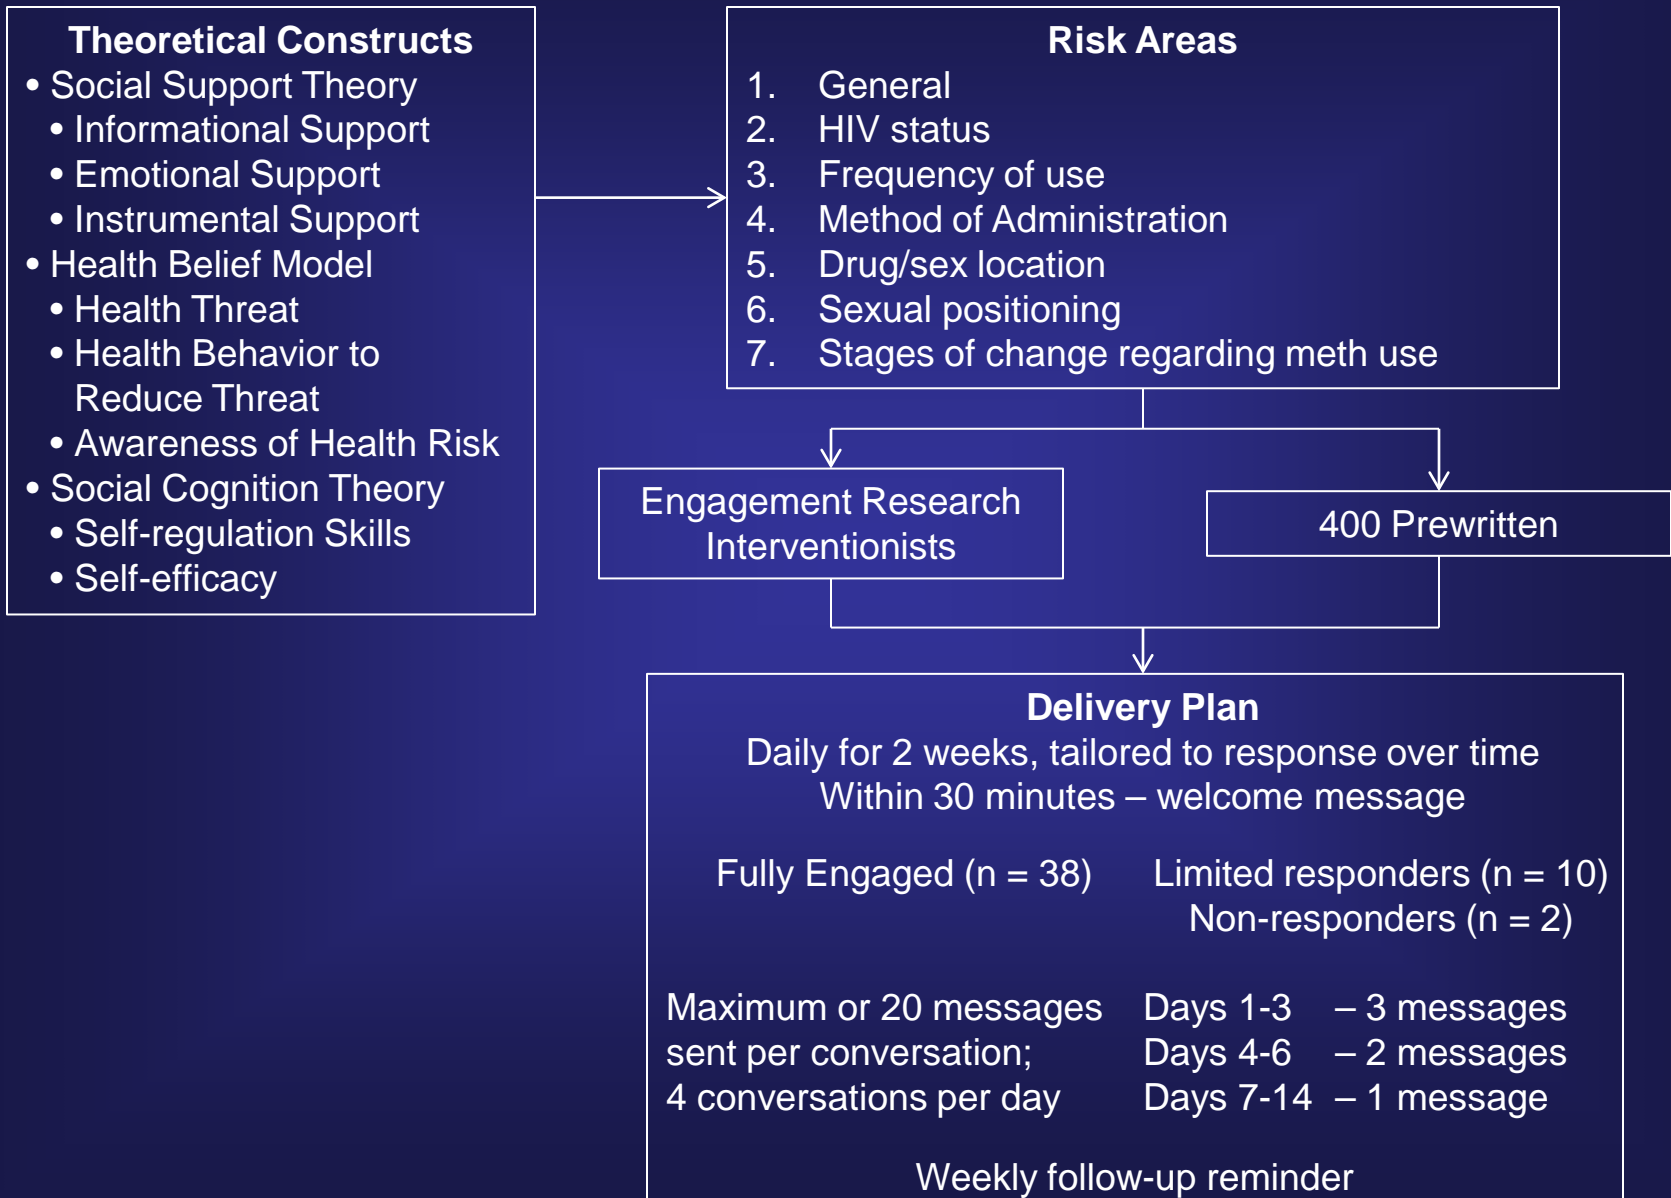 Theoretical Constructs
• Social Support Theory
• Informational Support
• Emotional Support
• Instrumental Support
• Health Belief Model
• Health Threat
• Health Behavior to
Reduce Threat
• Awareness of Health Risk
• Social Cognition Theory
• Self-regulation Skills
• Self-efficacy
Risk Areas
1. General
2. HIV status
3. Frequency of use
4. Method of Administration
5. Drug/sex location
6. Sexual positioning
7. Stages of change regarding meth use
Engagement Research
Interventionists
400 Prewritten
Delivery Plan
Daily for 2 weeks, tailored to response over time
Within 30 minutes – welcome message
Fully Engaged (n = 38)
Limited responders (n = 10)
Non-responders (n = 2)
Maximum or 20 messages
sent per conversation;
4 conversations per day
Days 1-3 – 3 messages
Days 4-6 – 2 messages
Days 7-14 – 1 message
Weekly follow-up reminder